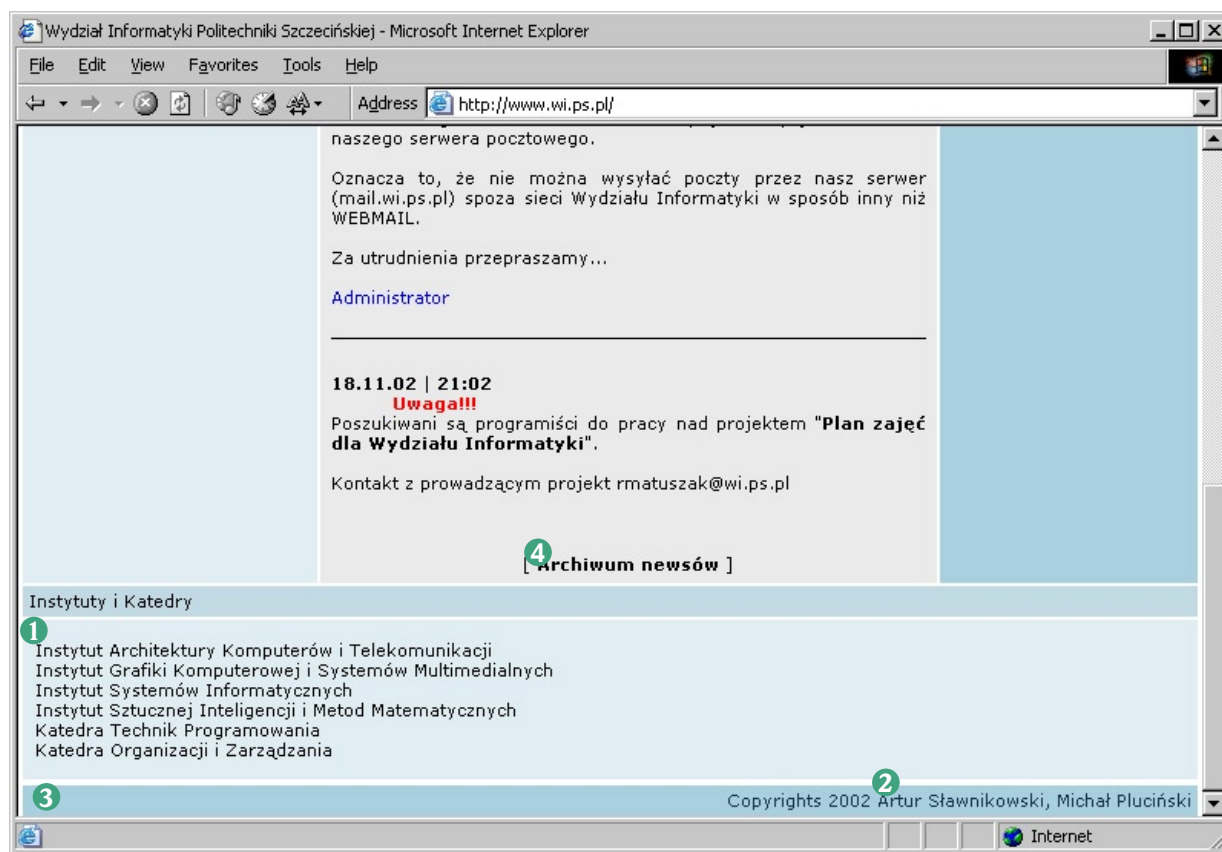 Wydział Informatyki Politechniki Szczecińskiej - Microsoft Internet Explorer
File Edit View Favorites Tools Help
Address http://www.wi.ps.pl/
naszego serwera pocztowego.
Oznacza to, że nie można wysyłać poczty przez nasz serwer
(mail.wi.ps.pl) spoza sieci Wydziału Informatyki w sposób inny niż
WEBMAIL.
Za utrudnienia przepraszamy...
Administrator
18.11.02 | 21:02
Uwaga!!!
Poszukiwani są programiści do pracy nad projektem "Plan zajęć
dla Wydziału Informatyki".
Kontakt z prowadzącym projekt rmatuszak@wi.ps.pl
4
[ Archiwum newsów ]
Instytuty i Katedry
1
Instytut Architektury Komputerów i Telekomunikacji
Instytut Grafiki Komputerowej i Systemów Multimedialnych
Instytut Systemów Informatycznych
Instytut Sztucznej Inteligencji i Metod Matematycznych
Katedra Technik Programowania
Katedra Organizacji i Zarządzania
2
3
Copyrights 2002 Artur Sławnikowski, Michał Pluciński
Internet